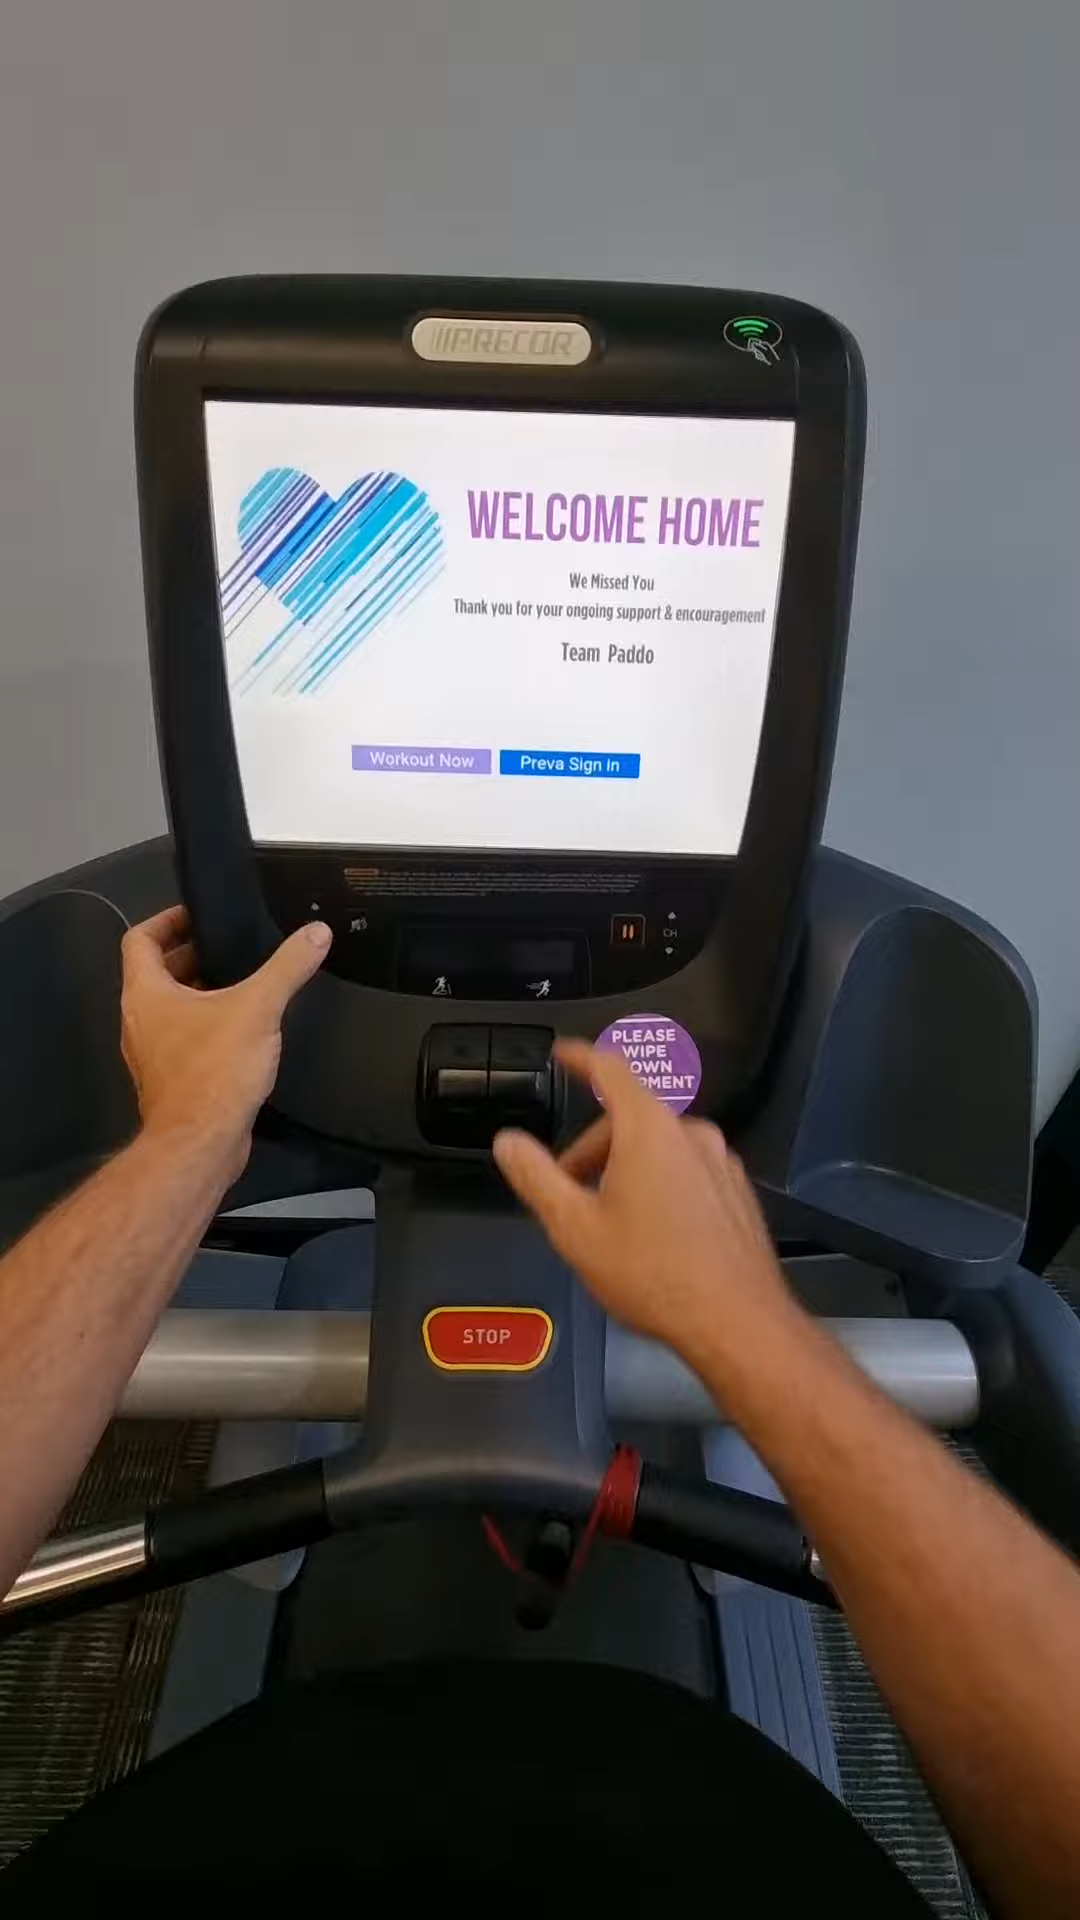 PRECOR
WELCOME HOME
We Missed You
Thank you for your ongoing support & encouragement
Team Paddo
Workout Now
Preva Sign In
CH
PLEASE
WIPE
STOP